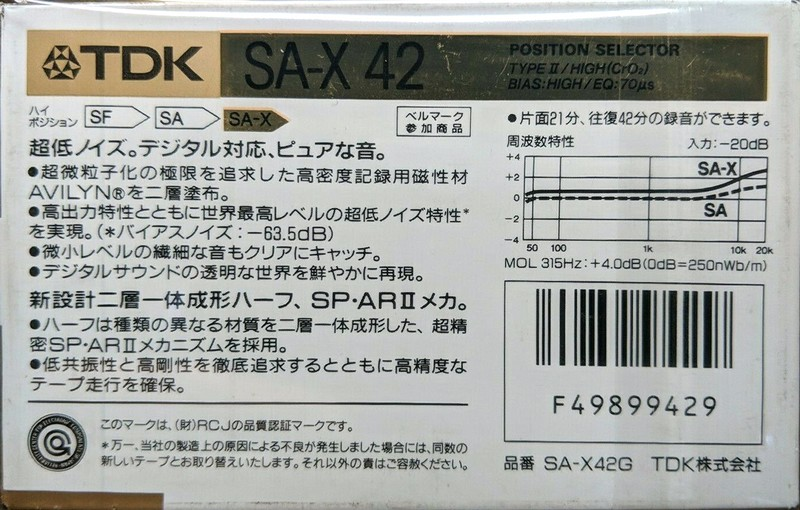 TDK SA-X 42
POSITION SELECTOR
TYPE II/HIGH(CrO₂)
BIAS:HIGH/EQ:70μs
ハイ
ポジション
SF SA SA-X
ベルマーク
参加商品
超低ノイズ。デジタル対応、ピュアな音。
●超微粒子化の極限を追求した高密度記録用磁性材
AVILYN®を二層塗布。
●高出力特性とともに世界最高レベルの超低ノイズ特性*
を実現。(*バイアスノイズ:−63.5dB)
●微小レベルの繊細な音もクリアにキャッチ。
●デジタルサウンドの透明な世界を鮮やかに再現。
新設計二層一体成形ハーフ、SP・ARⅡメカ。
●ハーフは種類の異なる材質を二層一体成形した、超精
密SP・ARⅡメカニズムを採用。
●低共振性と高剛性を徹底追求するとともに高精度な
テープ走行を確保。
このマークは、(財)RCJの品質認証マークです。
*万一、当社の製造上の原因による不良が発生しました場合には、同数の
新しいテープとお取り替えいたします。それ以外の責はご容赦ください。
●片面21分、往復42分の録音ができます。
周波数特性 入力:−20dB
+4
+2
0
−2
−4
SA-X
SA
50 100 1k 10k 20k
MOL 315Hz:+4.0dB(0dB=250nWb/m)
F49899429
品番 SA-X42G TDK株式会社